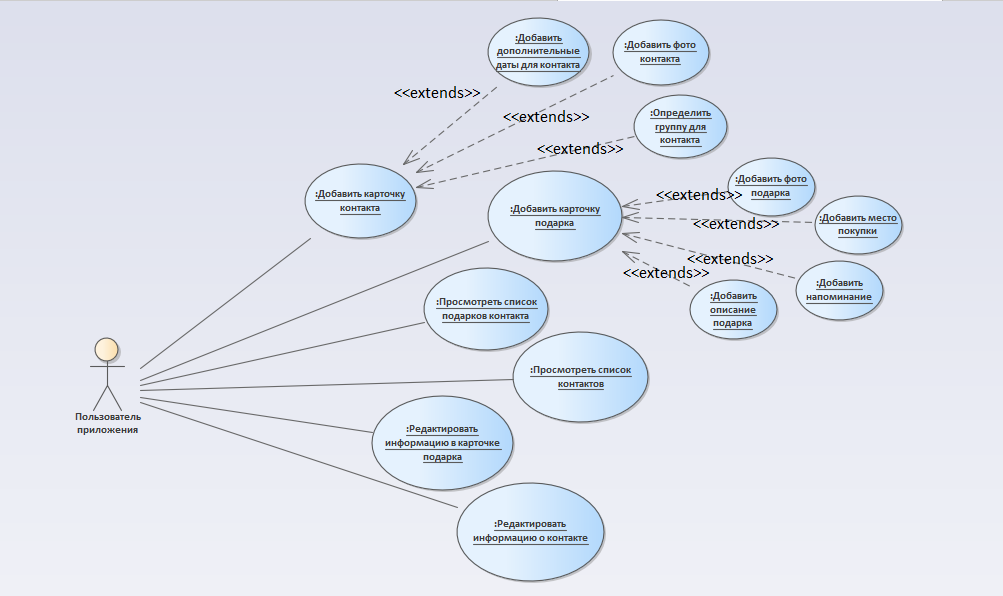 :Добавить
дополнительные
даты для контакта
:Добавить фото
контакта
<<extends>>
<<extends>>
:Определить
группу для
контакта
<<extends>>
:Добавить карточку
контакта
:Добавить карточку
подарка
:Добавить фото
подарка
<<extends>>
:Добавить место
покупки
<<extends>>
<<extends>>
<<extends>>
:Добавить
напоминание
:Добавить
описание
подарка
:Просмотреть список
подарков контакта
:Просмотреть список
контактов
Пользователь
приложения
:Редактировать
информацию в карточке
подарка
:Редактировать
информацию о контакте